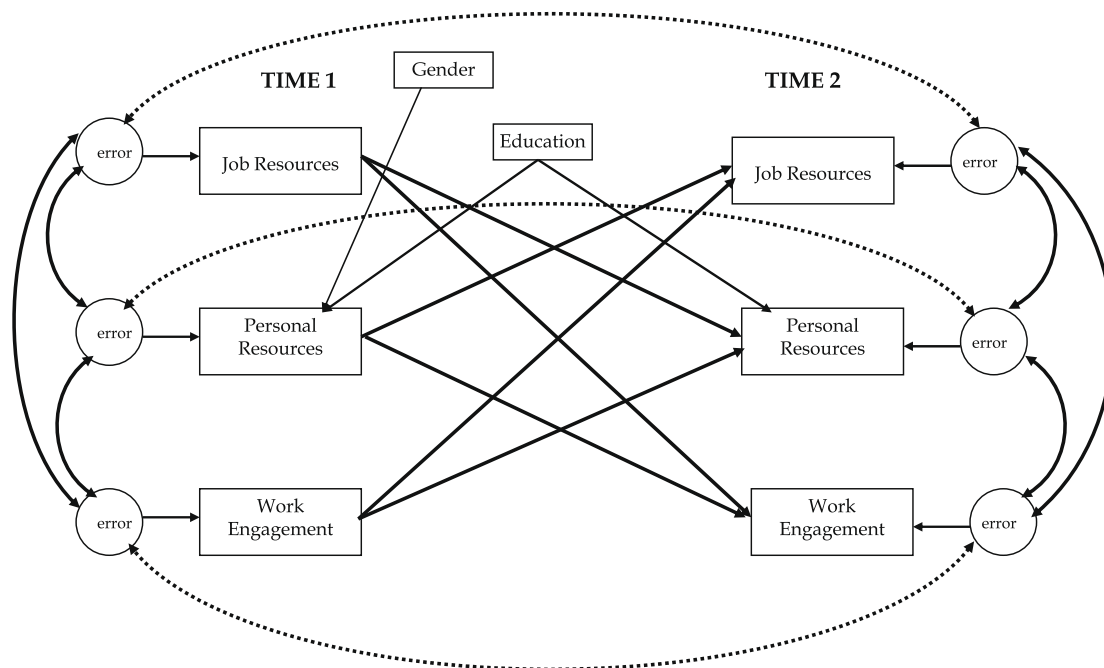 Gender
TIME 1
TIME 2
Education
error
Job Resources
Job Resources
error
error
Personal
Resources
Personal
Resources
error
error
Work
Engagement
Work
Engagement
error